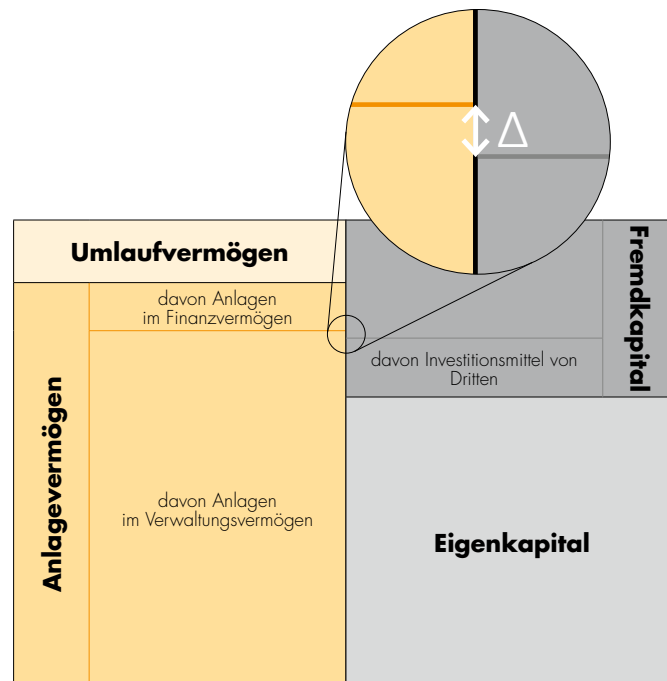 Δ
Umlaufvermögen
davon Anlagen
im Finanzvermögen
Anlagevermögen
davon Anlagen
im Verwaltungsvermögen
Fremdkapital
davon Investitionsmittel von
Dritten
Eigenkapital